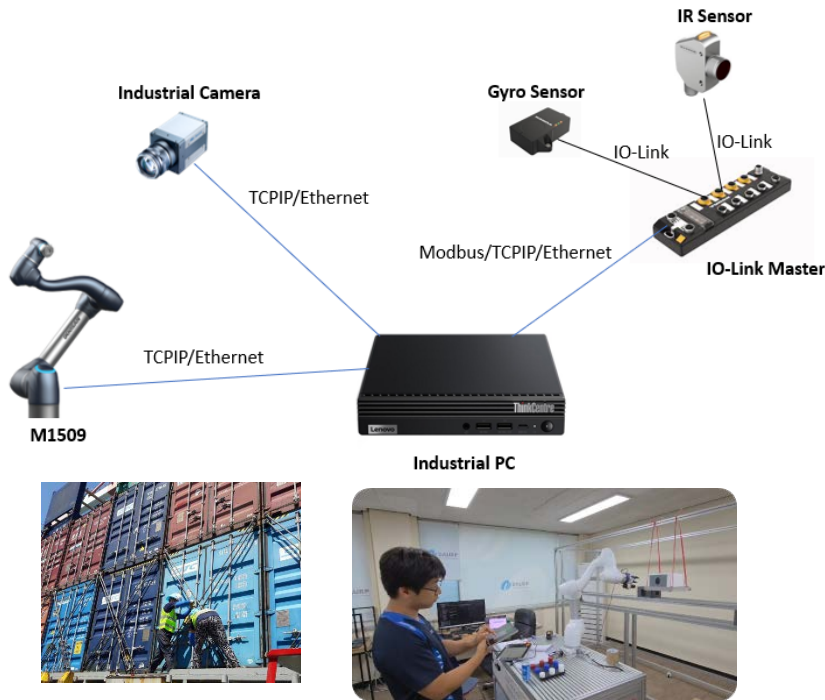 IR Sensor
Industrial Camera
Gyro Sensor
IO-Link
IO-Link
TCPIP/Ethernet
Modbus/TCPIP/Ethernet
IO-Link Master
TCPIP/Ethernet
ThinkCentre
Lenovo
M1509
Industrial PC